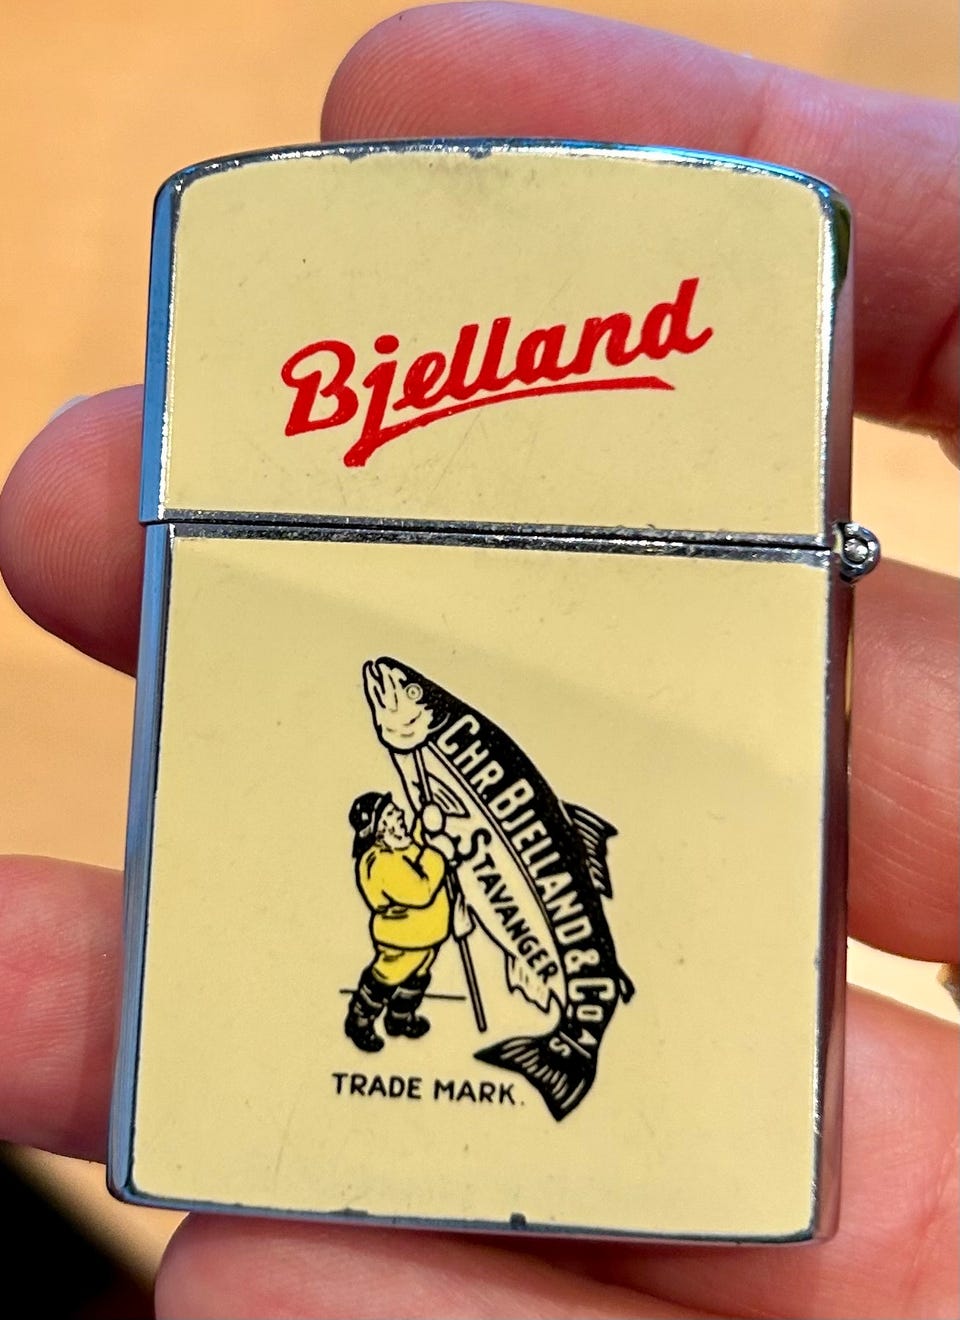 Bjelland
CHR. BJELLAND & Co. A/S
STAVANGER
TRADE MARK.